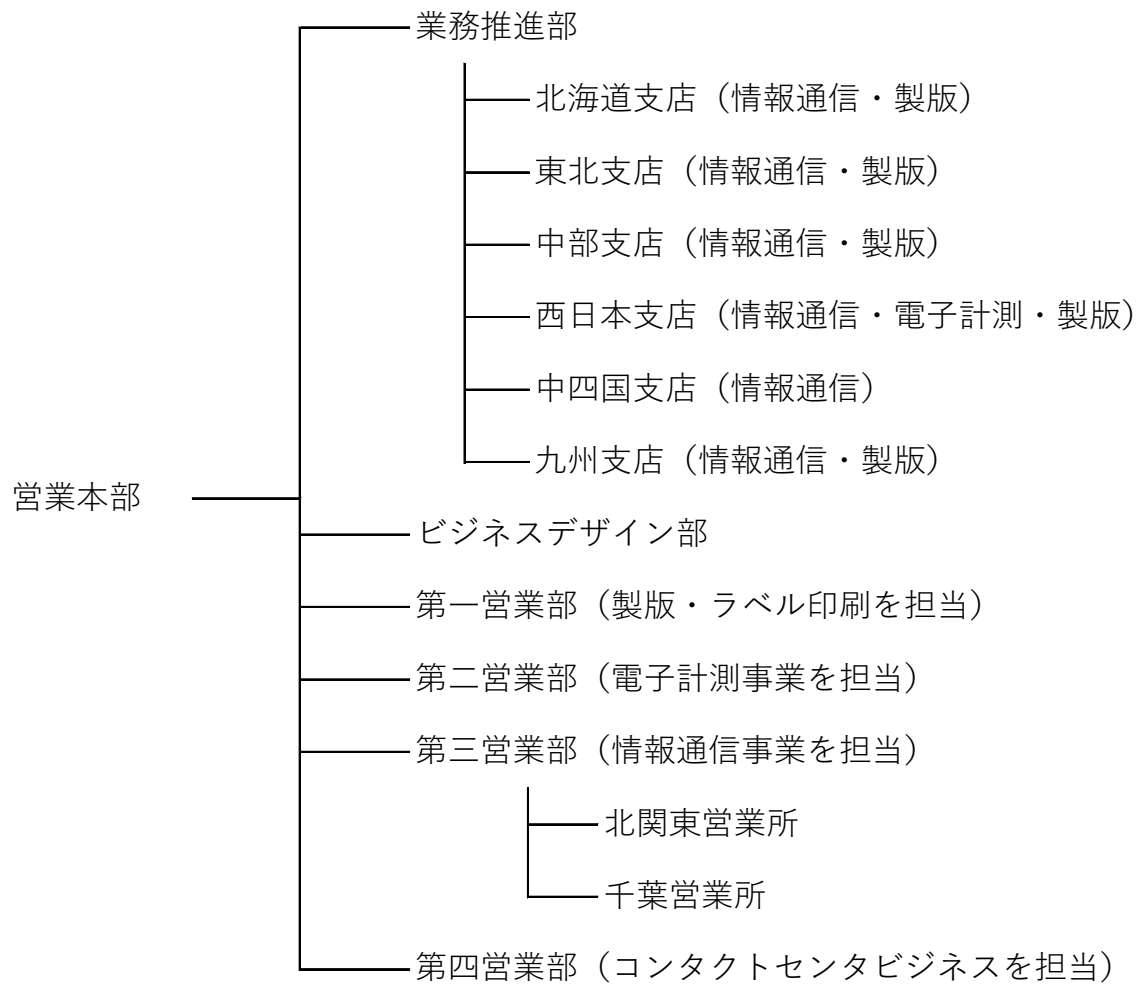 業務推進部
北海道支店（情報通信・製版）
東北支店（情報通信・製版）
中部支店（情報通信・製版）
西日本支店（情報通信・電子計測・製版）
中四国支店（情報通信）
九州支店（情報通信・製版）
営業本部
ビジネスデザイン部
第一営業部（製版・ラベル印刷を担当）
第二営業部（電子計測事業を担当）
第三営業部（情報通信事業を担当）
北関東営業所
千葉営業所
第四営業部（コンタクトセンタビジネスを担当）